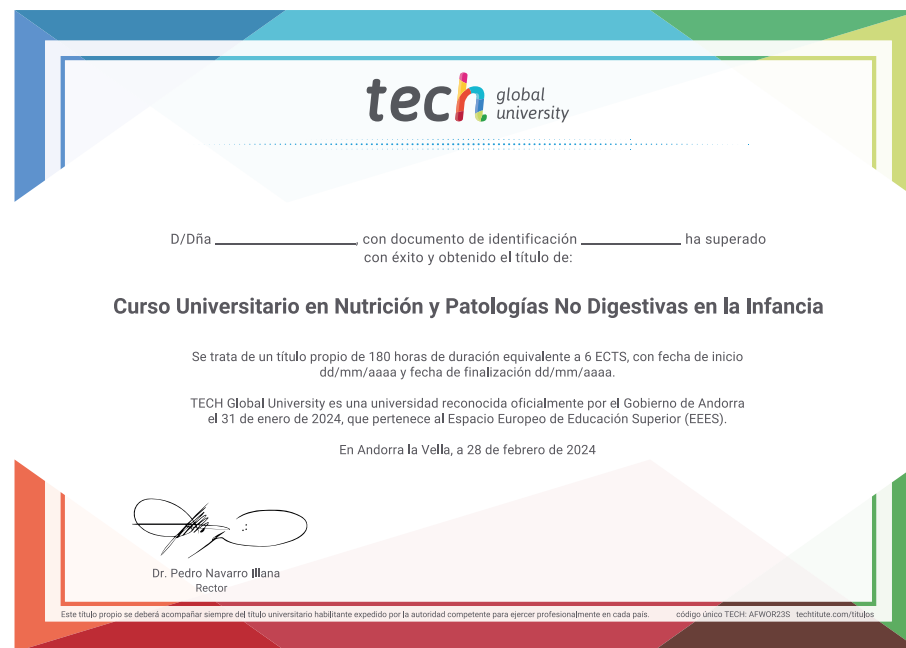 tech global university
D/Dña ______________, con documento de identificación __________ ha superado
con éxito y obtenido el título de:
Curso Universitario en Nutrición y Patologías No Digestivas en la Infancia
Se trata de un título propio de 180 horas de duración equivalente a 6 ECTS, con fecha de inicio
dd/mm/aaaa y fecha de finalización dd/mm/aaaa.
TECH Global University es una universidad reconocida oficialmente por el Gobierno de Andorra
el 31 de enero de 2024, que pertenece al Espacio Europeo de Educación Superior (EEES).
En Andorra la Vella, a 28 de febrero de 2024
Dr. Pedro Navarro Illana
Rector
Este título propio se deberá acompañar siempre del título universitario habilitante expedido por la autoridad competente para ejercer profesionalmente en cada país. código único TECH: AFWOR23S techtitute.com/titulos